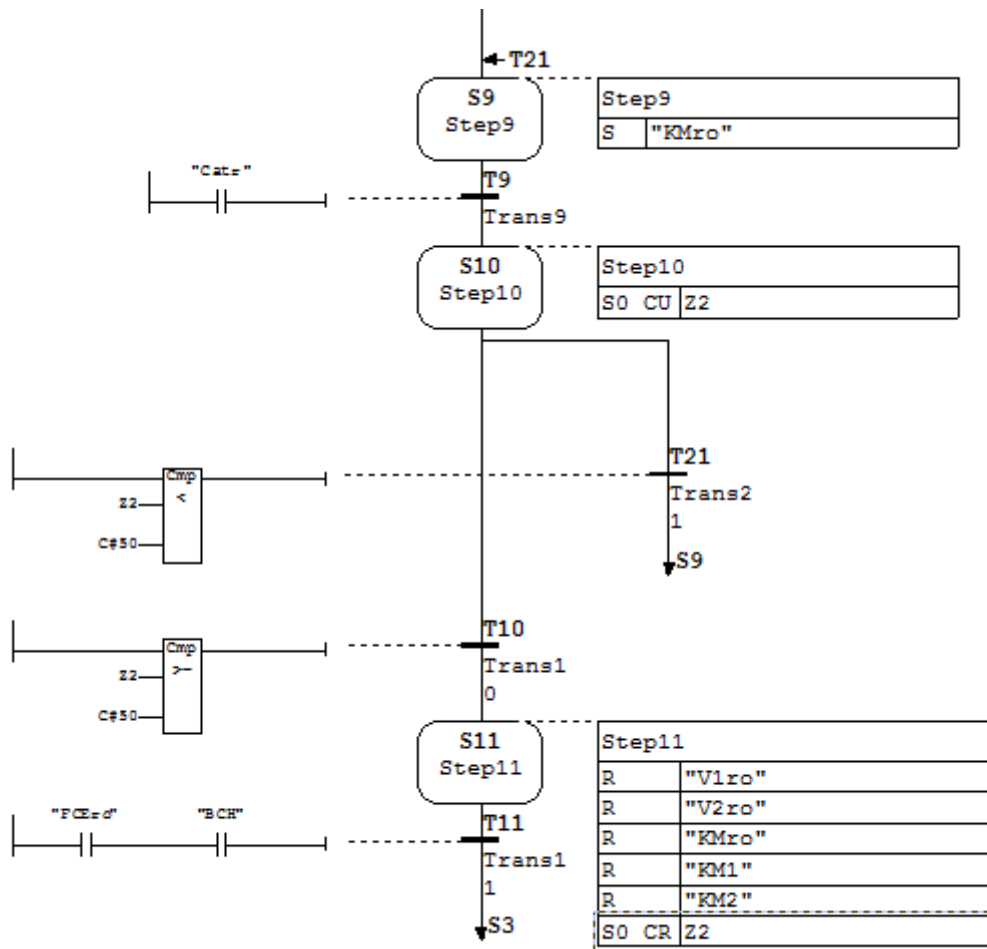 T21
S9
Step9
Step9
S "KMro"
"Catr"
T9
Trans9
S10
Step10
Step10
S0 CU Z2
Cmp
<
Z2
C#50
T21
Trans2
1
S9
Cmp
>=
Z2
C#50
T10
Trans1
0
S11
Step11
Step11
R "V1ro"
R "V2ro"
R "KMro"
R "KM1"
R "KM2"
S0 CR Z2
"FCEro" "BCH"
T11
Trans1
1
S3